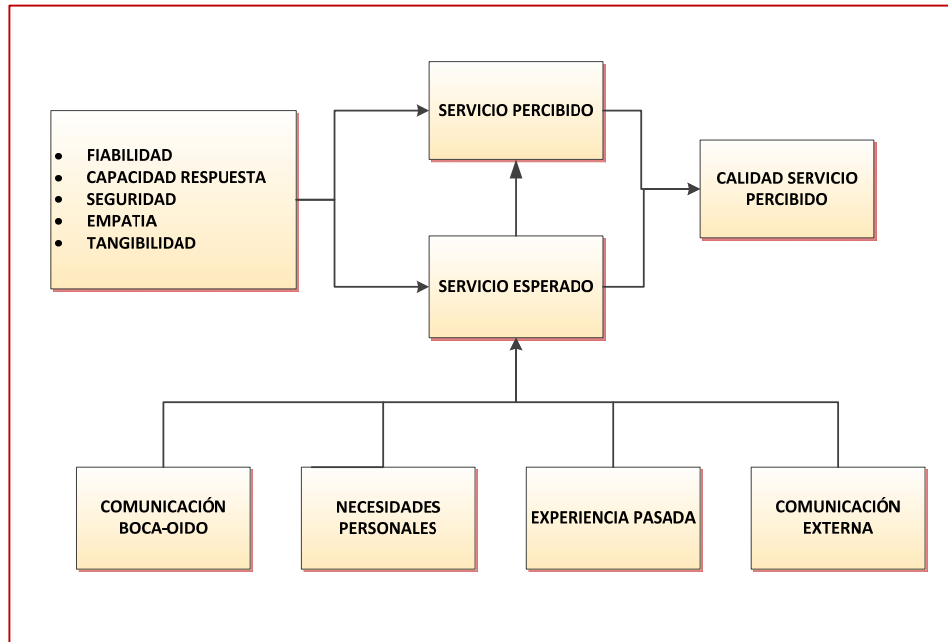 SERVICIO PERCIBIDO
• FIABILIDAD
• CAPACIDAD RESPUESTA
• SEGURIDAD
• EMPATIA
• TANGIBILIDAD
CALIDAD SERVICIO
PERCIBIDO
SERVICIO ESPERADO
COMUNICACIÓN
BOCA-OIDO
NECESIDADES
PERSONALES
EXPERIENCIA PASADA
COMUNICACIÓN
EXTERNA